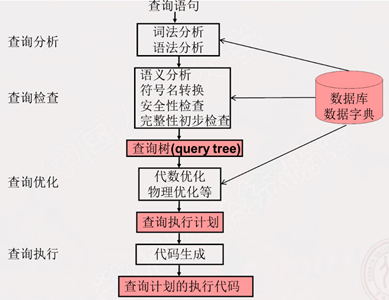 查询语句
查询分析
词法分析
语法分析
查询检查
语义分析
符号名转换
安全性检查
完整性初步检查
数据库
数据字典
查询树(query tree)
查询优化
代数优化
物理优化等
查询执行计划
查询执行
代码生成
查询计划的执行代码